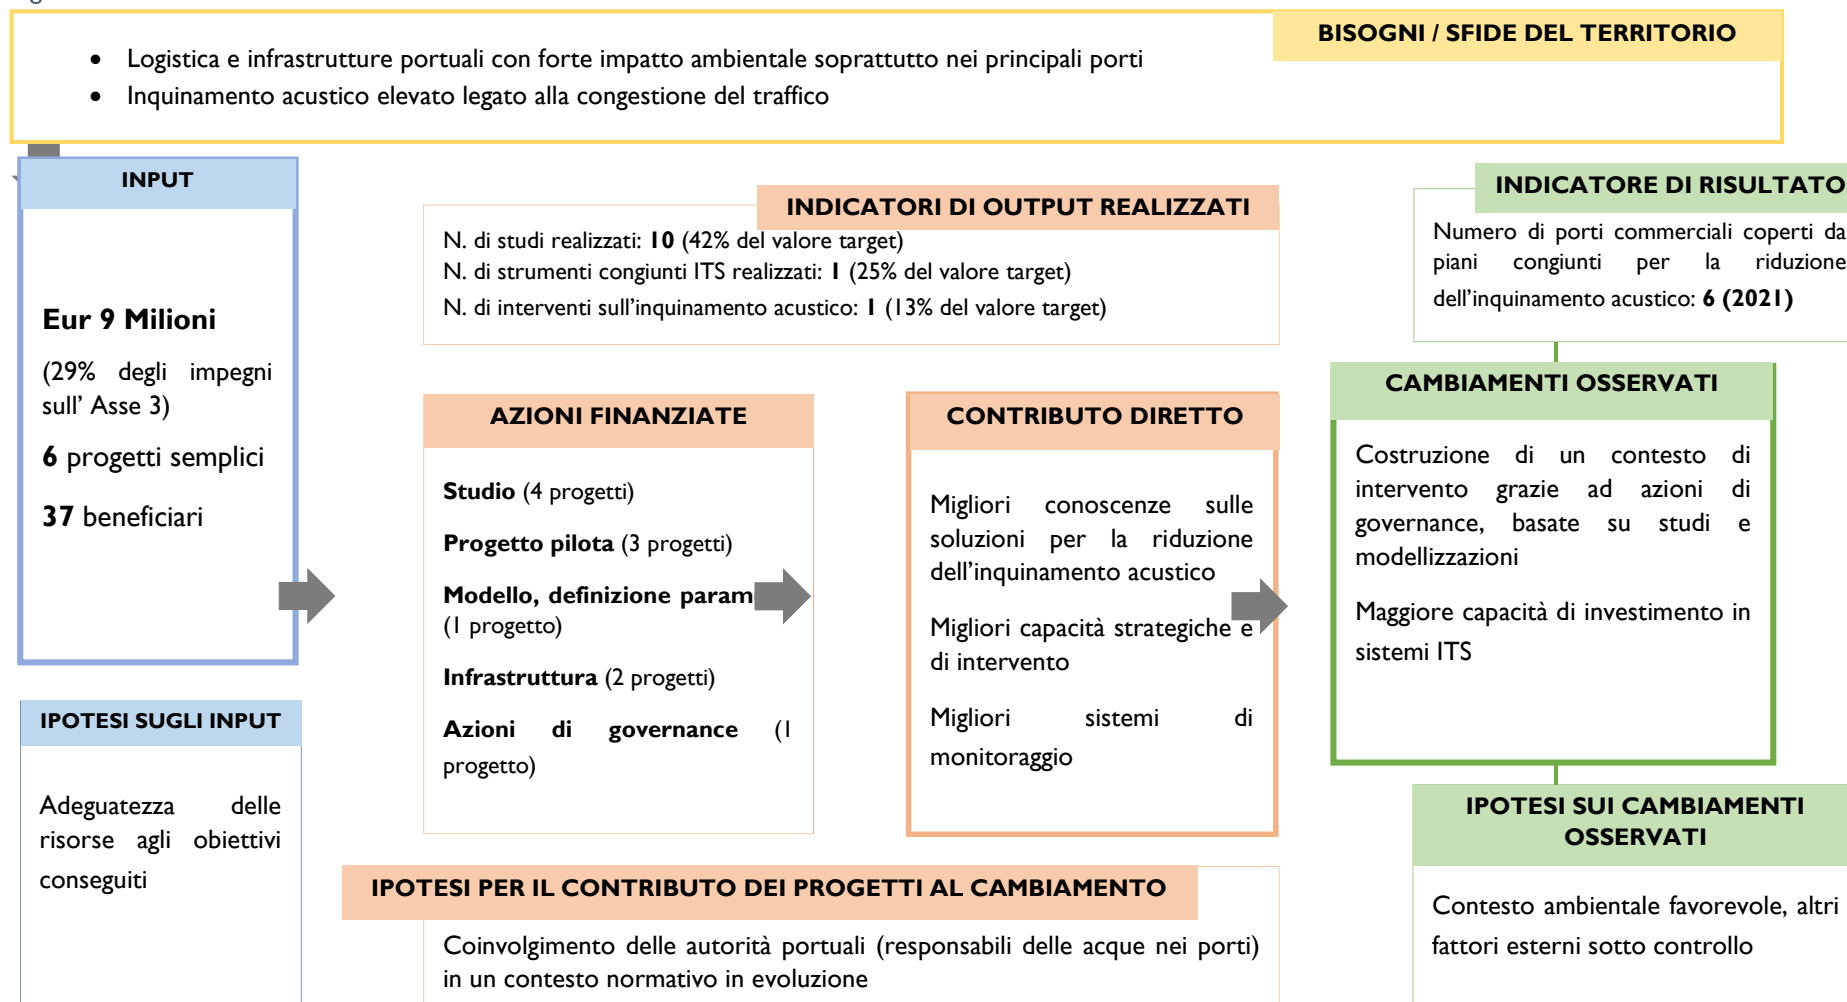 BISOGNI / SFIDE DEL TERRITORIO
• Logistica e infrastrutture portuali con forte impatto ambientale soprattutto nei principali porti
• Inquinamento acustico elevato legato alla congestione del traffico
INPUT
Eur 9 Milioni
(29% degli impegni
sull' Asse 3)
6 progetti semplici
37 beneficiari
IPOTESI SUGLI INPUT
Adeguatezza delle
risorse agli obiettivi
conseguiti
INDICATORI DI OUTPUT REALIZZATI
N. di studi realizzati: 10 (42% del valore target)
N. di strumenti congiunti ITS realizzati: 1 (25% del valore target)
N. di interventi sull'inquinamento acustico: 1 (13% del valore target)
AZIONI FINANZIATE
Studio (4 progetti)
Progetto pilota (3 progetti)
Modello, definizione param
(1 progetto)
Infrastruttura (2 progetti)
Azioni di governance (1
progetto)
CONTRIBUTO DIRETTO
Migliori conoscenze sulle
soluzioni per la riduzione
dell'inquinamento acustico
Migliori capacità strategiche e
di intervento
Migliori sistemi di
monitoraggio
IPOTESI PER IL CONTRIBUTO DEI PROGETTI AL CAMBIAMENTO
Coinvolgimento delle autorità portuali (responsabili delle acque nei porti)
in un contesto normativo in evoluzione
INDICATORE DI RISULTATO
Numero di porti commerciali coperti da
piani congiunti per la riduzione
dell'inquinamento acustico: 6 (2021)
CAMBIAMENTI OSSERVATI
Costruzione di un contesto di
intervento grazie ad azioni di
governance, basate su studi e
modellizzazioni
Maggiore capacità di investimento in
sistemi ITS
IPOTESI SUI CAMBIAMENTI
OSSERVATI
Contesto ambientale favorevole, altri
fattori esterni sotto controllo